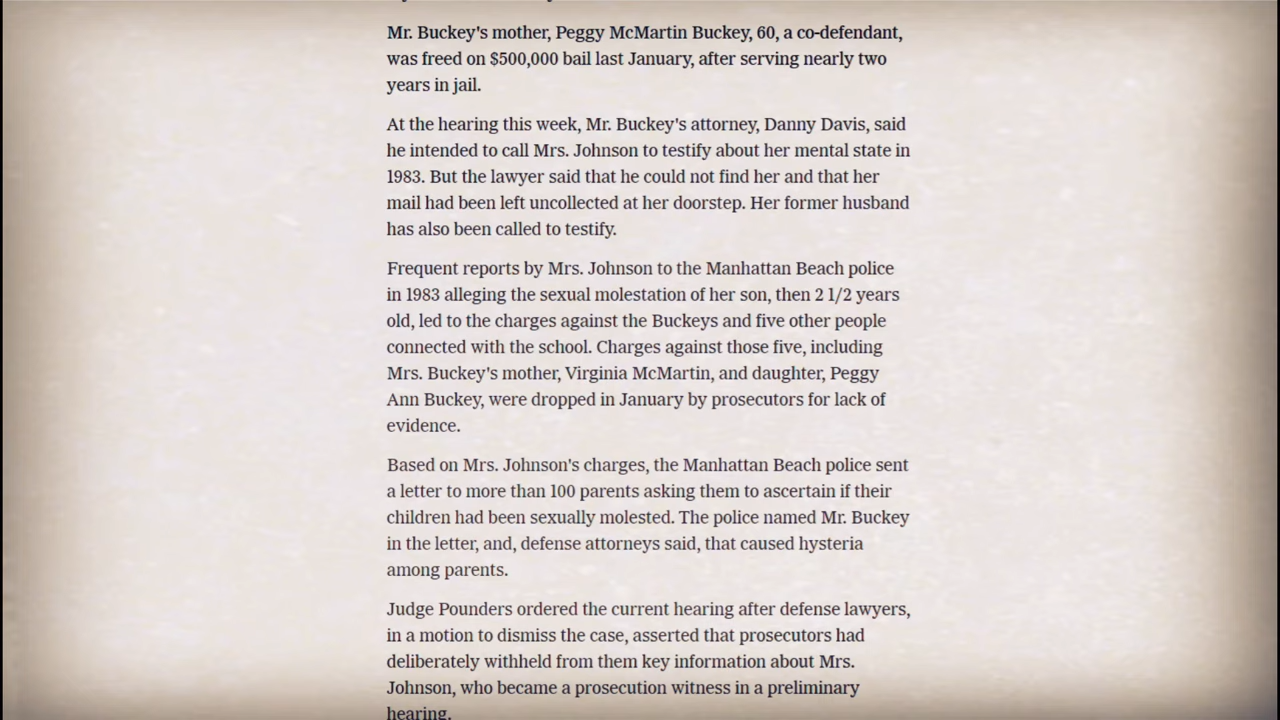 Mr. Buckey's mother, Peggy McMartin Buckey, 60, a co-defendant,
was freed on $500,000 bail last January, after serving nearly two
years in jail.
At the hearing this week, Mr. Buckey's attorney, Danny Davis, said
he intended to call Mrs. Johnson to testify about her mental state in
1983. But the lawyer said that he could not find her and that her
mail had been left uncollected at her doorstep. Her former husband
has also been called to testify.
Frequent reports by Mrs. Johnson to the Manhattan Beach police
in 1983 alleging the sexual molestation of her son, then 2 1/2 years
old, led to the charges against the Buckeys and five other people
connected with the school. Charges against those five, including
Mrs. Buckey's mother, Virginia McMartin, and daughter, Peggy
Ann Buckey, were dropped in January by prosecutors for lack of
evidence.
Based on Mrs. Johnson's charges, the Manhattan Beach police sent
a letter to more than 100 parents asking them to ascertain if their
children had been sexually molested. The police named Mr. Buckey
in the letter, and, defense attorneys said, that caused hysteria
among parents.
Judge Pounders ordered the current hearing after defense lawyers,
in a motion to dismiss the case, asserted that prosecutors had
deliberately withheld from them key information about Mrs.
Johnson, who became a prosecution witness in a preliminary
hearing.